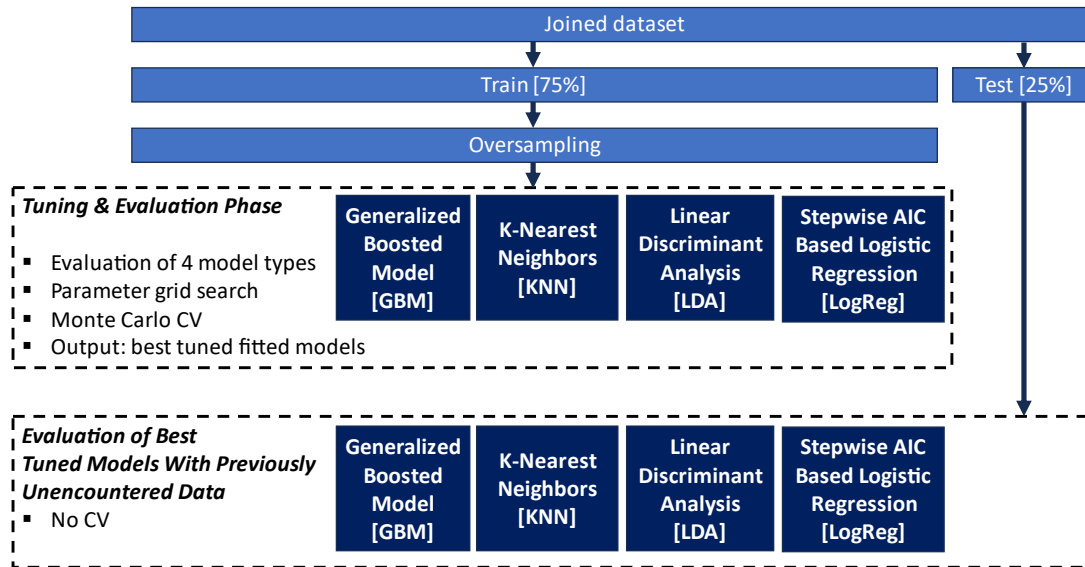 Joined dataset
Train [75%]
Test [25%]
Oversampling
Tuning & Evaluation Phase
▪ Evaluation of 4 model types
▪ Parameter grid search
▪ Monte Carlo CV
▪ Output: best tuned fitted models
Generalized
Boosted
Model
[GBM]
K-Nearest
Neighbors
[KNN]
Linear
Discriminant
Analysis
[LDA]
Stepwise AIC
Based Logistic
Regression
[LogReg]
Evaluation of Best
Tuned Models With Previously
Unencountered Data
▪ No CV
Generalized
Boosted
Model
[GBM]
K-Nearest
Neighbors
[KNN]
Linear
Discriminant
Analysis
[LDA]
Stepwise AIC
Based Logistic
Regression
[LogReg]